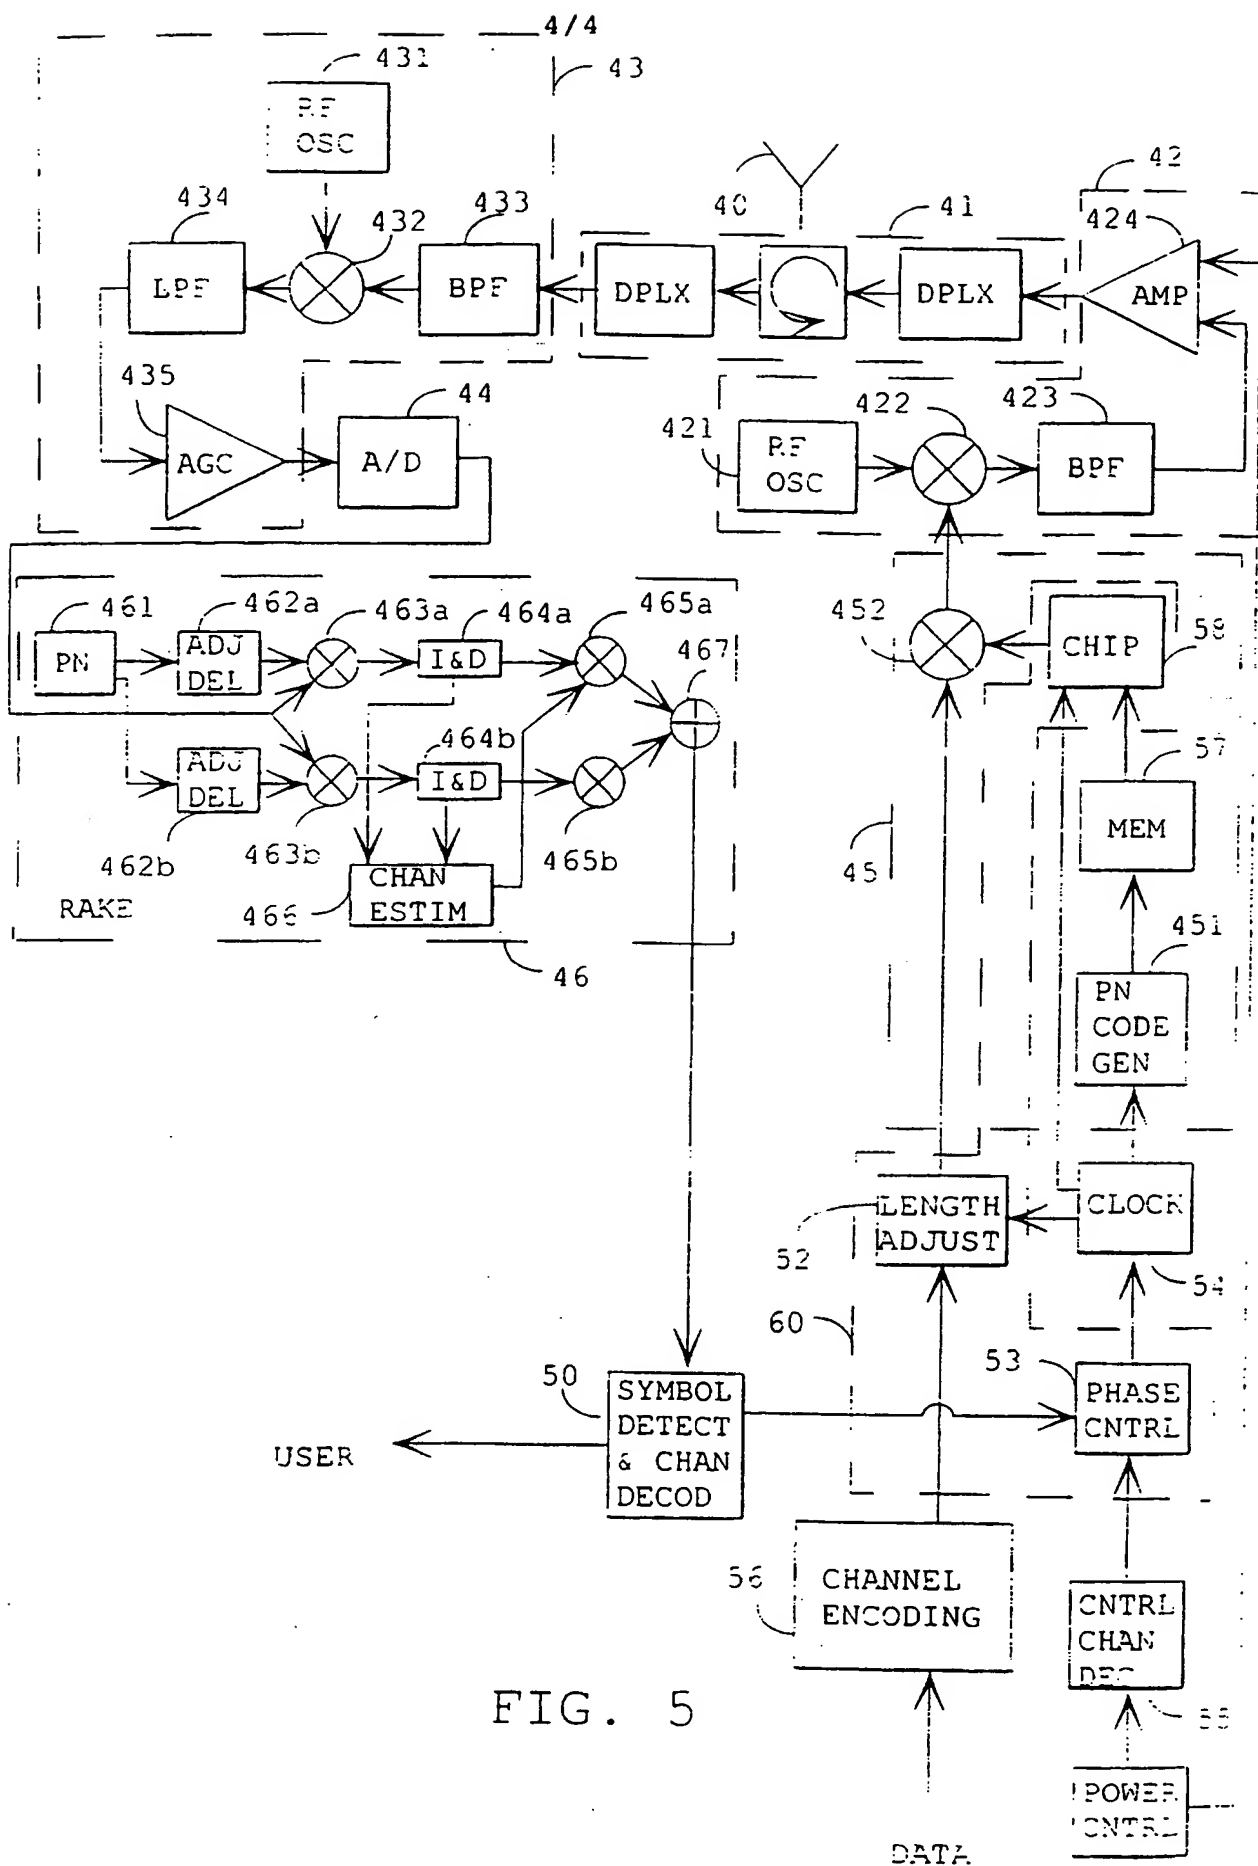 4/4
431
43
RF
OSC
40
42
424
434
432
433
41
LPF
BPF
DPLX
DPLX
AMP
435
44
421
422
423
AGC
A/D
RF
OSC
BPF
461
462a
463a
464a
465a
467
452
58
PN
ADJ
DEL
I&D
CHIP
464b
57
ADJ
DEL
I&D
MEM
462b
463b
465b
45
CHAN
ESTIM
466
RAKE
46
451
PN
CODE
GEN
LENGTH
ADJUST
CLOCK
52
54
60
50
53
SYMBOL
DETECT
& CHAN
DECOD
PHASE
CNTRL
USER
56
CHANNEL
ENCODING
CNTRL
CHAN
DEC
FIG. 5
POWER
CNTRL
DATA